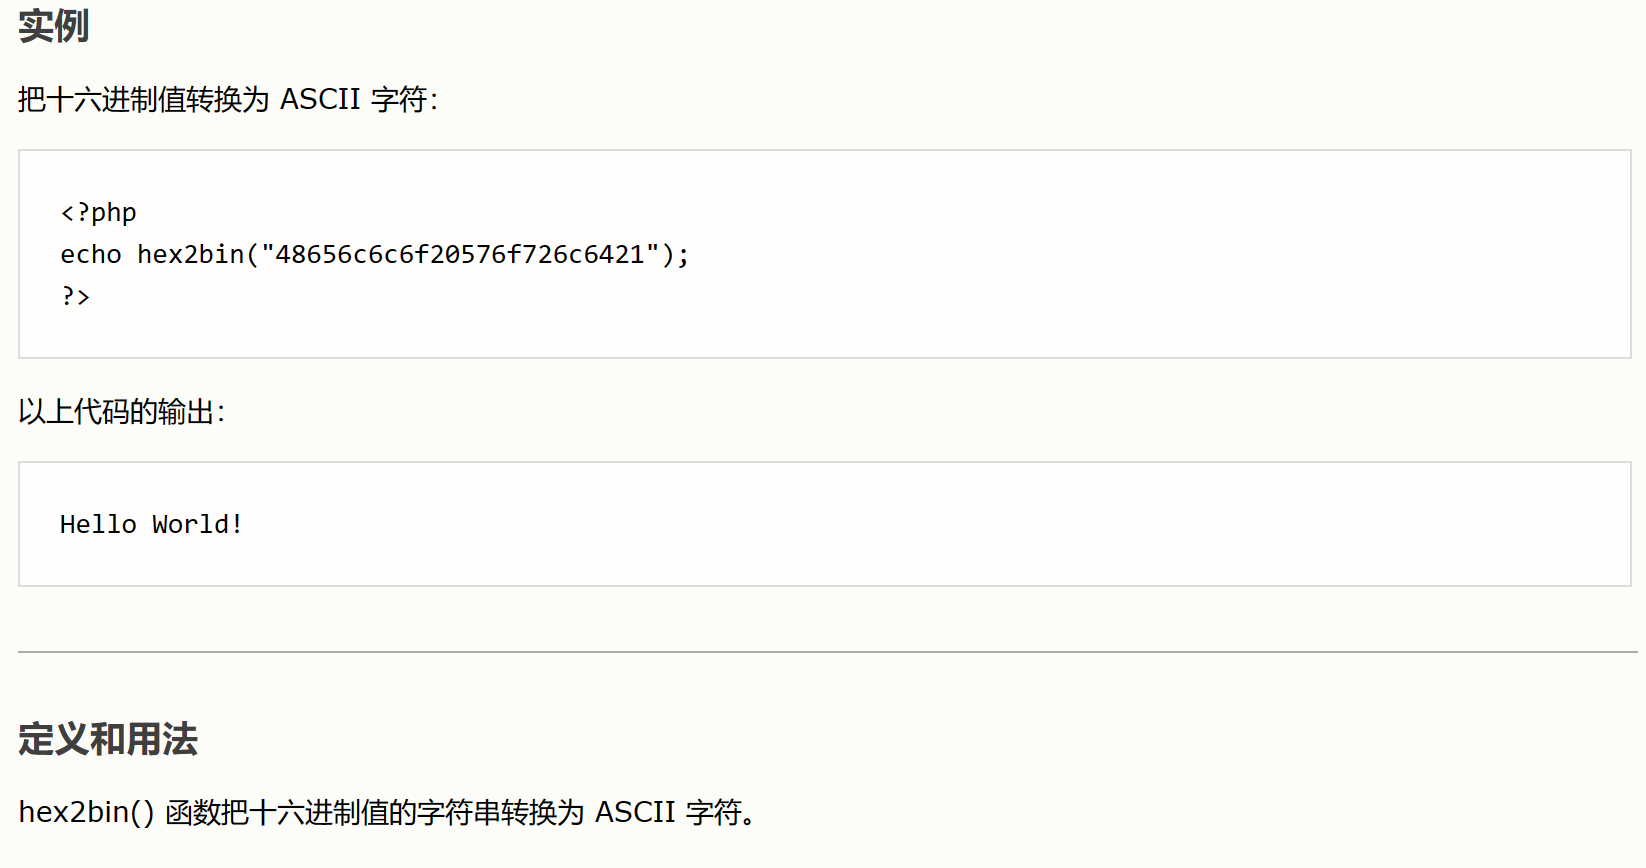 实例
把十六进制值转换为 ASCII 字符：
<?php
echo hex2bin("48656c6c6f20576f726c6421");
?>
以上代码的输出：
Hello World!
定义和用法
hex2bin() 函数把十六进制值的字符串转换为 ASCII 字符。